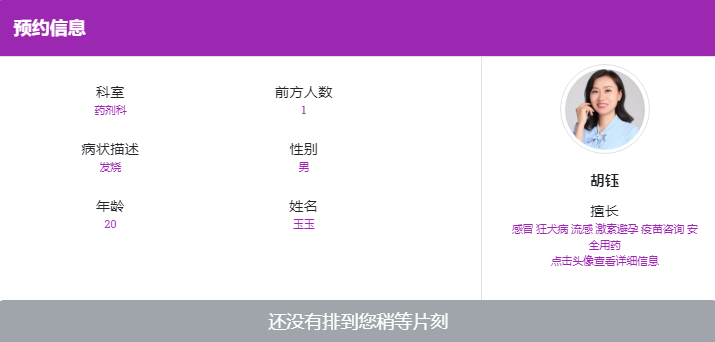 预约信息
科室
药剂科
前方人数
1
病状描述
发烧
性别
男
年龄
20
姓名
玉玉
胡钰
擅长
感冒 狂犬病 流感 激素避孕 疫苗咨询 安
全用药
点击头像查看详细信息
还没有排到您稍等片刻